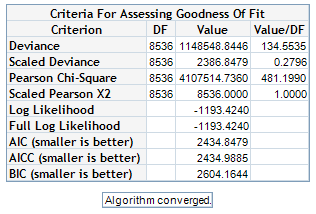 Criteria For Assessing Goodness Of Fit
Criterion DF Value Value/DF
Deviance 8536 1148548.8446 134.5535
Scaled Deviance 8536 2386.8479 0.2796
Pearson Chi-Square 8536 4107514.7360 481.1990
Scaled Pearson X2 8536 8536.0000 1.0000
Log Likelihood -1193.4240
Full Log Likelihood -1193.4240
AIC (smaller is better) 2434.8479
AICC (smaller is better) 2434.9885
BIC (smaller is better) 2604.1644
Algorithm converged.